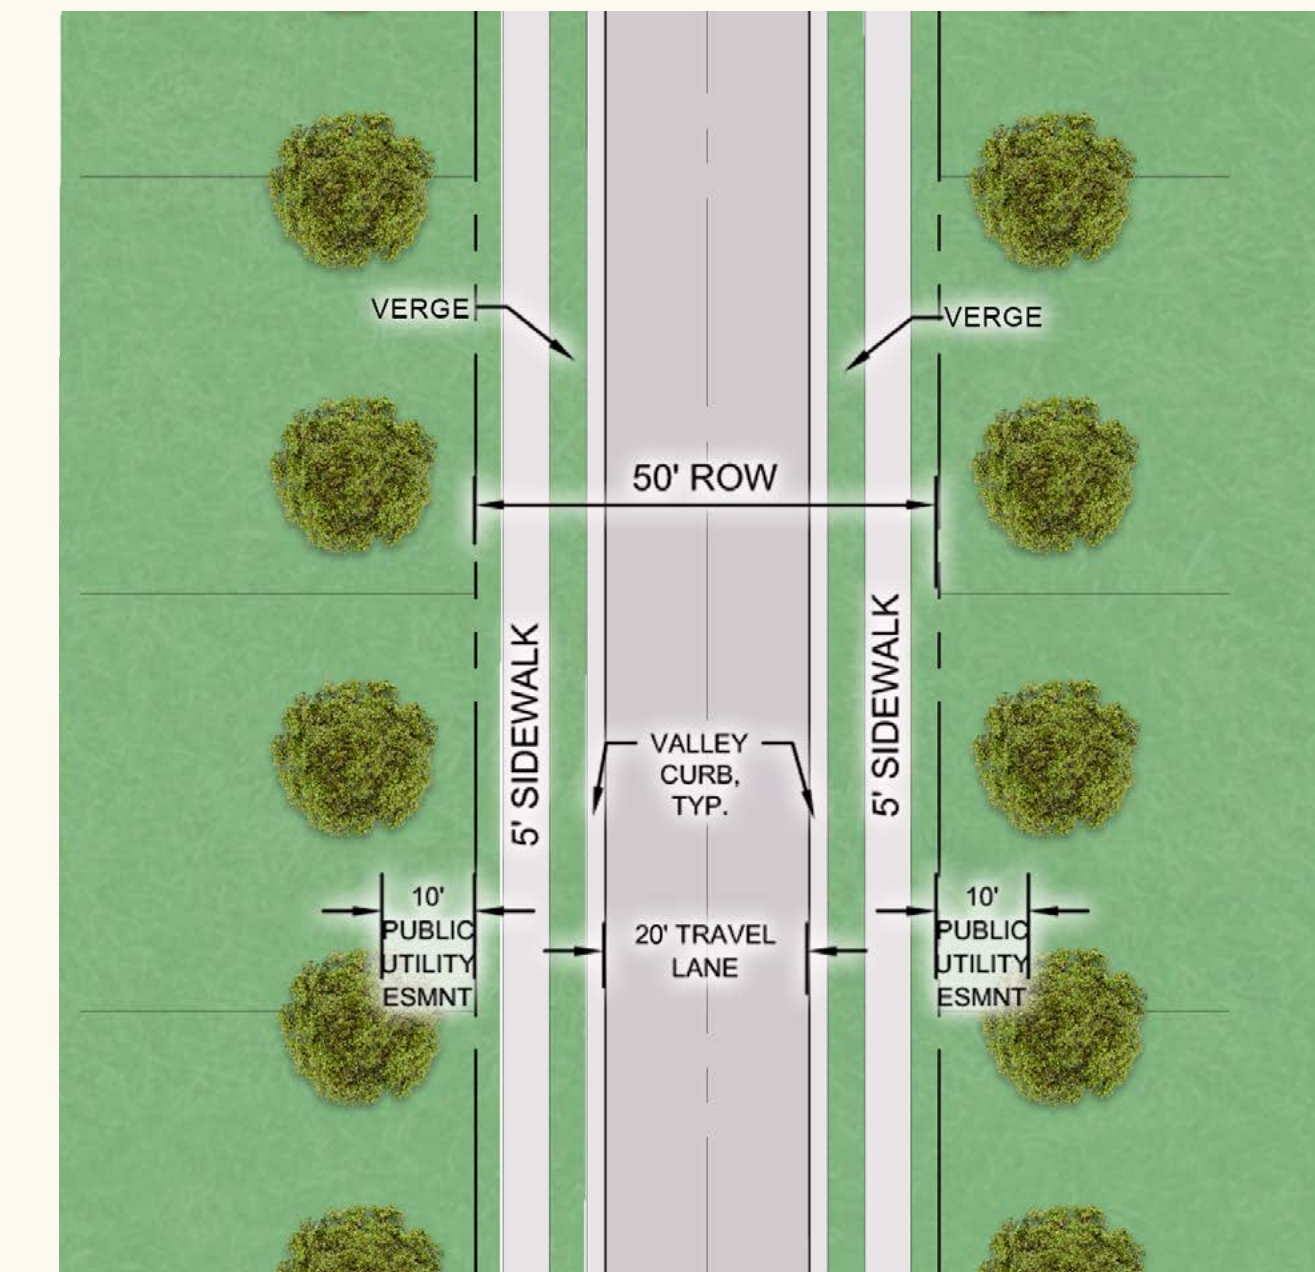 VERGE
VERGE
50' ROW
5' SIDEWALK
5' SIDEWALK
VALLEY
CURB,
TYP.
10'
PUBLIC
UTILITY
ESMNT
20' TRAVEL
LANE
10'
PUBLIC
UTILITY
ESMNT